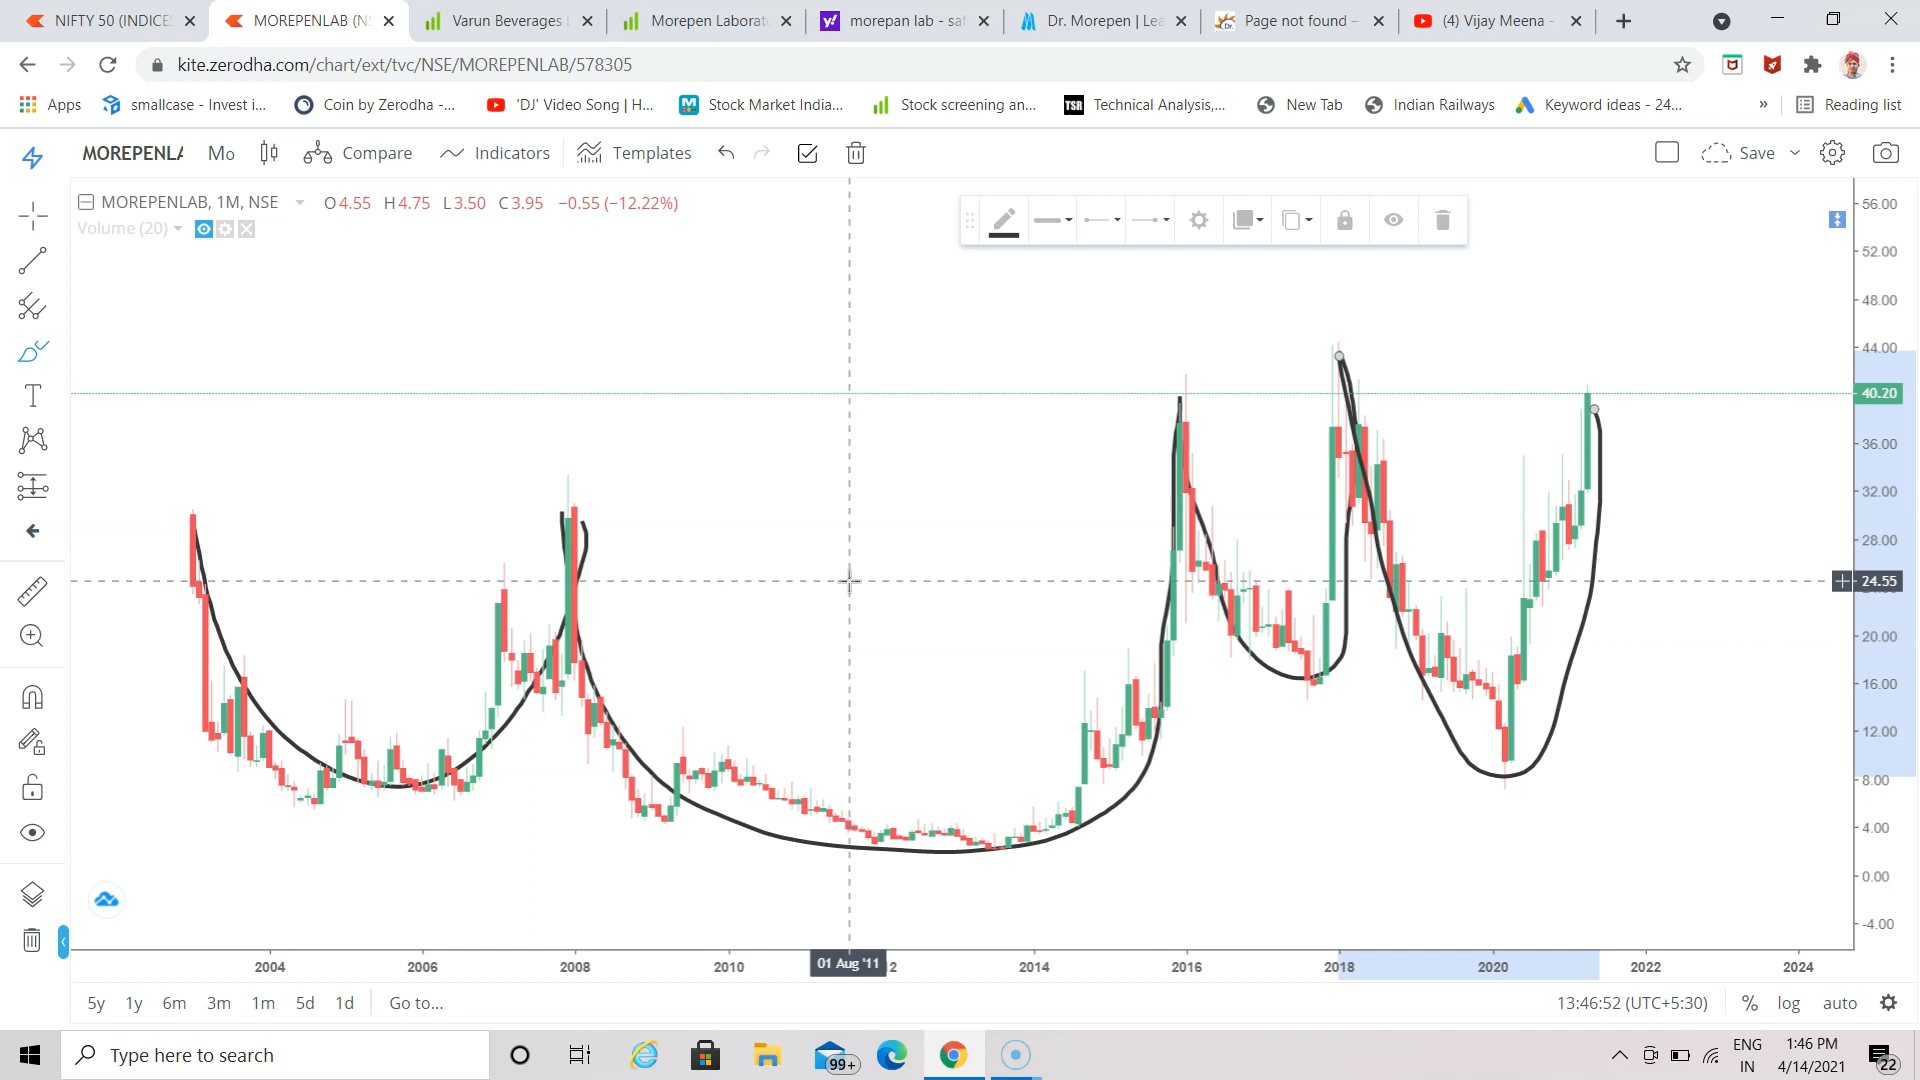 NIFTY 50 (INDICES
MOREPENLAB (NS
Varun Beverages L
Morepen Laborato
morepan lab - saf
Dr. Morepen | Lea
Page not found –
(4) Vijay Meena -
kite.zerodha.com/chart/ext/tvc/NSE/MOREPENLAB/578305
Apps
smallcase - Invest i...
Coin by Zerodha -...
'DJ' Video Song | H...
Stock Market India...
Stock screening an...
TSR
Technical Analysis,...
New Tab
Indian Railways
Keyword ideas - 24...
»
Reading list
MOREPENLA
Mo
Compare
Indicators
Templates
Save
MOREPENLAB, 1M, NSE
O4.55 H4.75 L3.50 C3.95 −0.55 (−12.22%)
Volume (20)
56.00
52.00
48.00
44.00
40.20
36.00
32.00
28.00
24.55
20.00
16.00
12.00
8.00
4.00
0.00
-4.00
2004
2006
2008
2010
01 Aug '11
2
2014
2016
2018
2020
2022
2024
5y 1y 6m 3m 1m 5d 1d Go to...
13:46:52 (UTC+5:30) % log auto
Type here to search
99+
ENG
IN
1:46 PM
4/14/2021
22